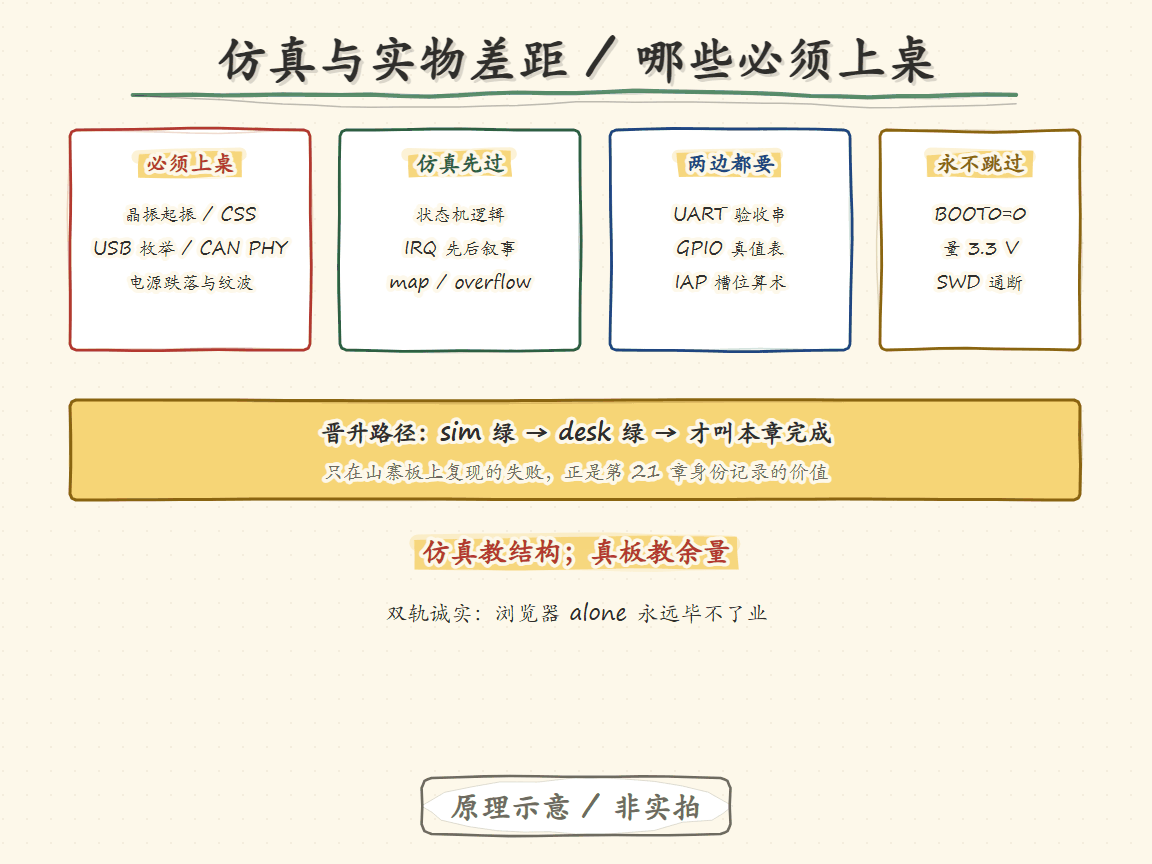 仿真与实物差距 / 哪些必须上桌
必须上桌
晶振起振 / CSS
USB 枚举 / CAN PHY
电源跌落与纹波
仿真先过
状态机逻辑
IRQ 先后叙事
map / overflow
两边都要
UART 验收串
GPIO 真值表
IAP 槽位算术
永不跳过
BOOT0=0
量 3.3 V
SWD 通断
晋升路径：sim 绿 → desk 绿 → 才叫本章完成
只在山寨板上复现的失败，正是第 21 章身份记录的价值
仿真教结构；真板教余量
双轨诚实：浏览器 alone 永远毕不了业
原理示意 / 非实拍